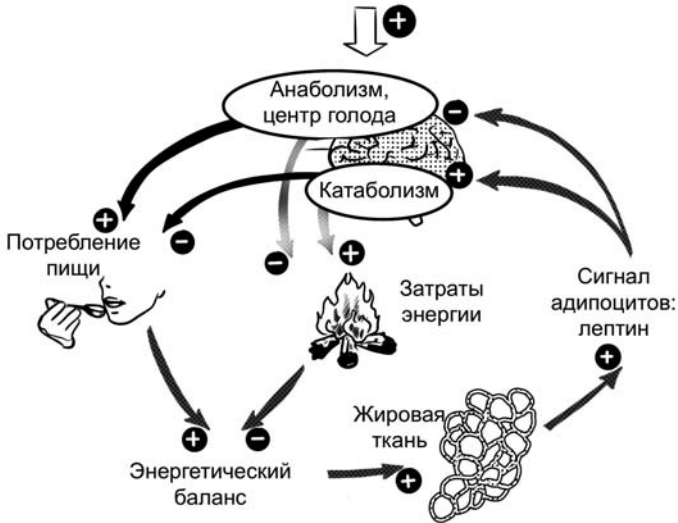 +
Анаболизм,
центр голода
−
Катаболизм
+
+
Потребление
пищи
−
−
+
Затраты
энергии
Сигнал
адипоцитов:
лептин
+
Жировая
ткань
+
−
Энергетический
баланс
+